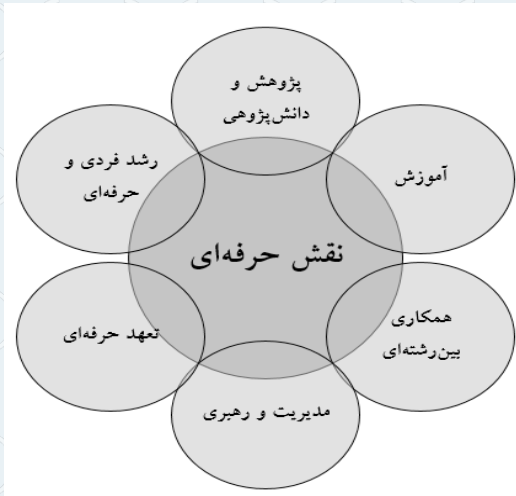 پژوهش و
دانش‌پژوهی
رشد فردی و
حرفه‌ای
آموزش
نقش حرفه‌ای
همکاری
بین‌رشته‌ای
تعهد حرفه‌ای
مدیریت و رهبری